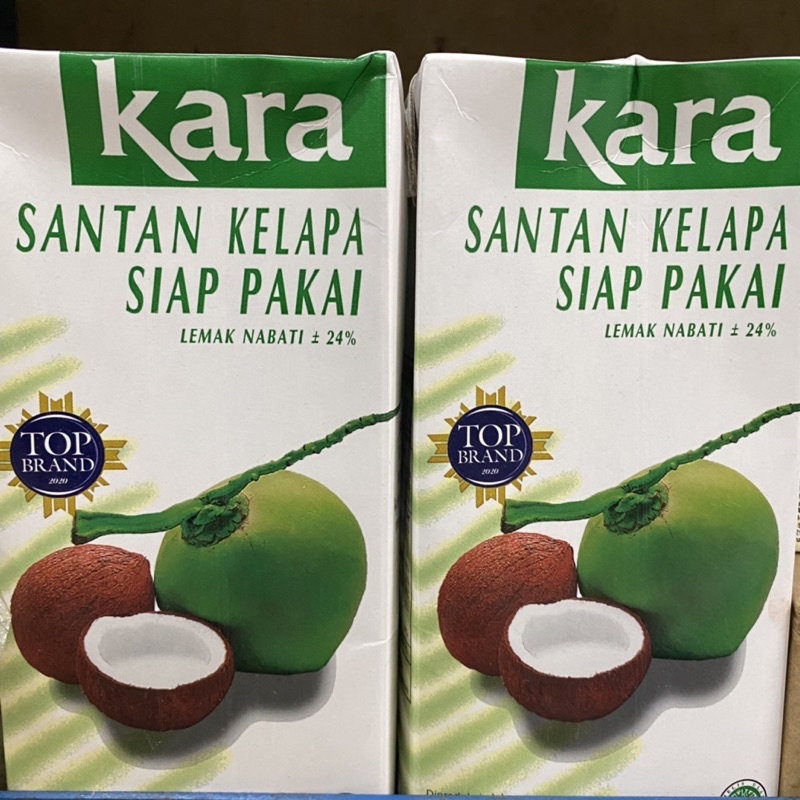 kara
SANTAN KELAPA
SIAP PAKAI
LEMAK NABATI ± 24%
TOP
BRAND
2020
kara
SANTAN KELAPA
SIAP PAKAI
LEMAK NABATI ± 24%
TOP
BRAND
2020